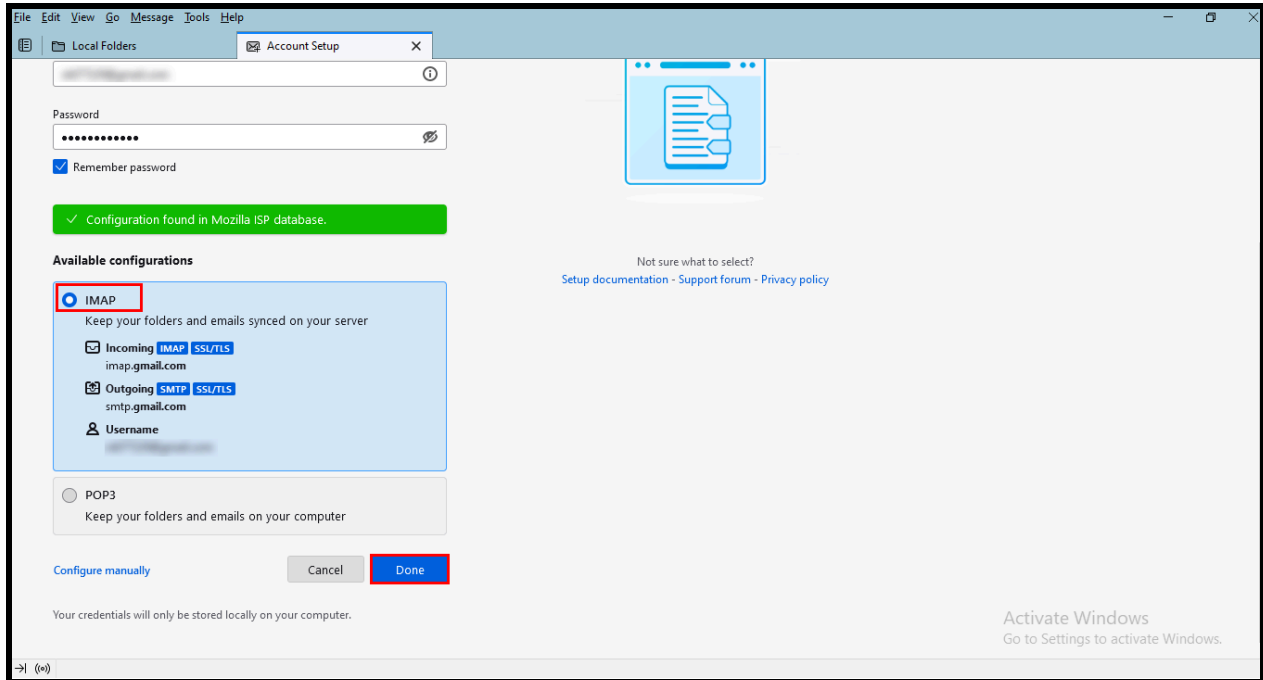 File Edit View Go Message Tools Help
Local Folders
Account Setup
Password
Remember password
Configuration found in Mozilla ISP database.
Available configurations
IMAP
Keep your folders and emails synced on your server
Incoming IMAP SSL/TLS
imap.gmail.com
Outgoing SMTP SSL/TLS
smtp.gmail.com
Username
POP3
Keep your folders and emails on your computer
Configure manually
Cancel
Done
Your credentials will only be stored locally on your computer.
Not sure what to select?
Setup documentation - Support forum - Privacy policy
Activate Windows
Go to Settings to activate Windows.